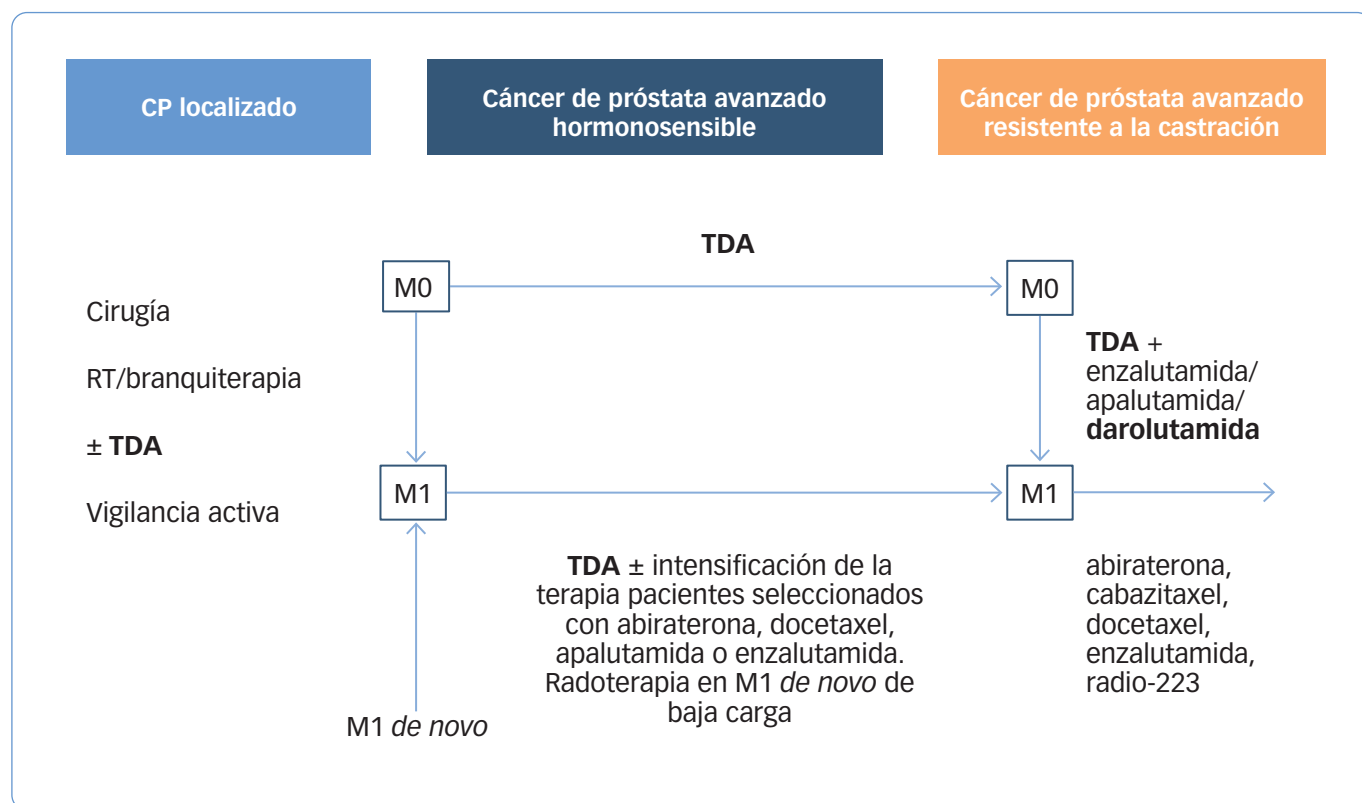 CP localizado
Cáncer de próstata avanzado
hormonosensible
Cáncer de próstata avanzado
resistente a la castración
Cirugía
RT/branquiterapia
± TDA
Vigilancia activa
M0
TDA
M0
TDA +
enzalutamida/
apalutamida/
darolutamida
M1
M1
M1 de novo
TDA ± intensificación de la
terapia pacientes seleccionados
con abiraterona, docetaxel,
apalutamida o enzalutamida.
Radoterapia en M1 de novo de
baja carga
abiraterona,
cabazitaxel,
docetaxel,
enzalutamida,
radio-223